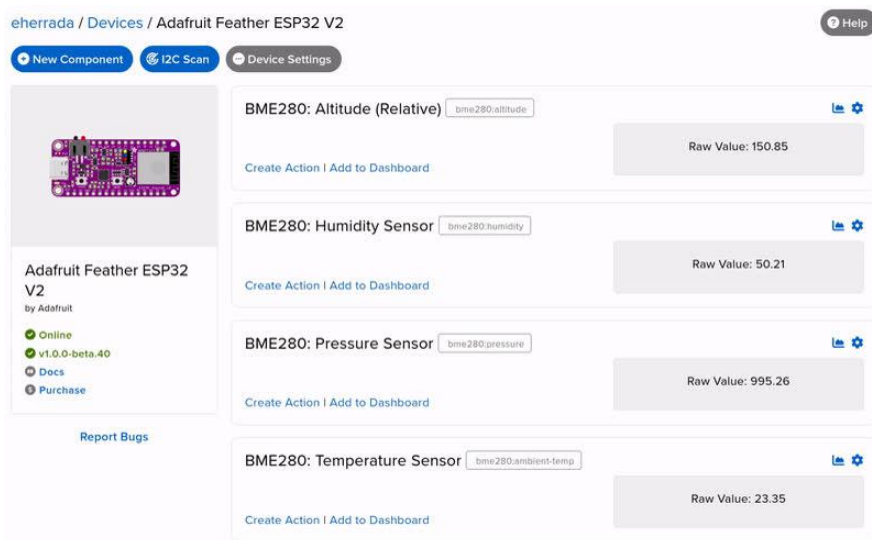 eherrada / Devices / Adafruit Feather ESP32 V2
Help
New Component
I2C Scan
Device Settings
Adafruit Feather ESP32
V2
by Adafruit
Online
v1.0.0-beta.40
Docs
Purchase
Report Bugs
BME280: Altitude (Relative) bme280:altitude
Raw Value: 150.85
Create Action | Add to Dashboard
BME280: Humidity Sensor bme280:humidity
Raw Value: 50.21
Create Action | Add to Dashboard
BME280: Pressure Sensor bme280:pressure
Raw Value: 995.26
Create Action | Add to Dashboard
BME280: Temperature Sensor bme280:ambient-temp
Raw Value: 23.35
Create Action | Add to Dashboard